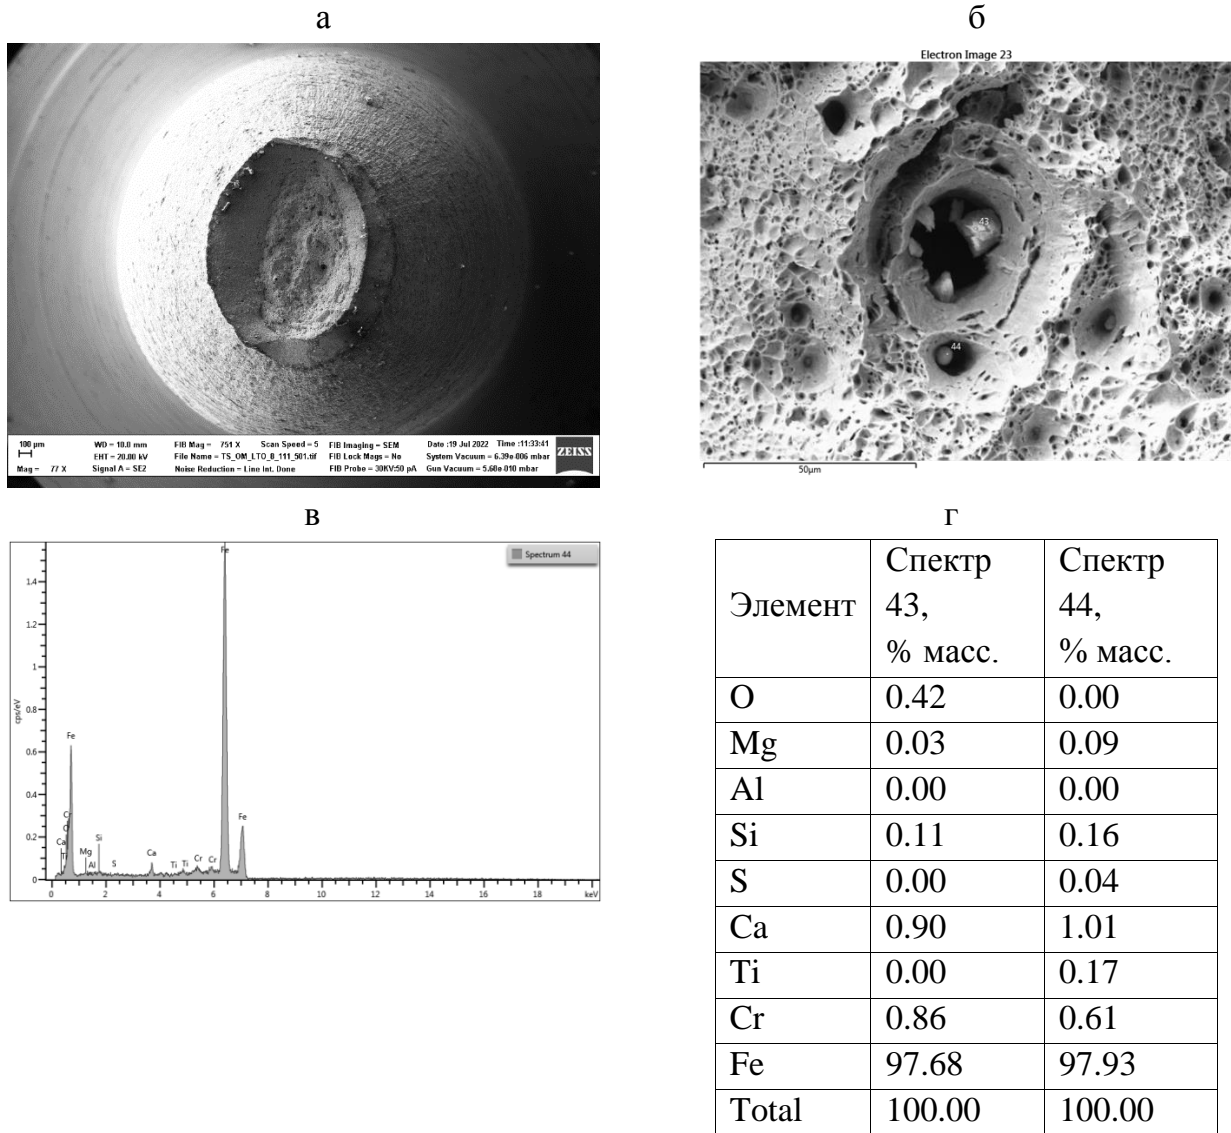 а
б
Electron Image 23
43
44
50µm
100 µm
WD = 10.0 mm
FIB Mag = 751 X
Scan Speed = 5
FIB Imaging = SEM
Date :19 Jul 2022 Time :11:33:41
EHT = 20.00 kV
File Name = TS_OM_LTO_8_111_501.tif
FIB Lock Mags = No
System Vacuum = 6.39e-006 mbar
Mag = 77 X
Signal A = SE2
Noise Reduction = Line Int. Done
FIB Probe = 30KV:50 pA
Gun Vacuum = 5.60e-010 mbar
ZEISS
в
г
Spectrum 44
cps/eV
1.4
1.2
1
0.8
0.6
0.4
0.2
0
Fe
Fe
Cr
O
Ca
Ti
Mg
Al
Si
S
Ca
Ti
Ti
Cr
Cr
Fe
0 2 4 6 8 10 12 14 16 18 keV
Элемент
Спектр 43, % масс.
Спектр 44, % масс.
O 0.42 0.00
Mg 0.03 0.09
Al 0.00 0.00
Si 0.11 0.16
S 0.00 0.04
Ca 0.90 1.01
Ti 0.00 0.17
Cr 0.86 0.61
Fe 97.68 97.93
Total 100.00 100.00